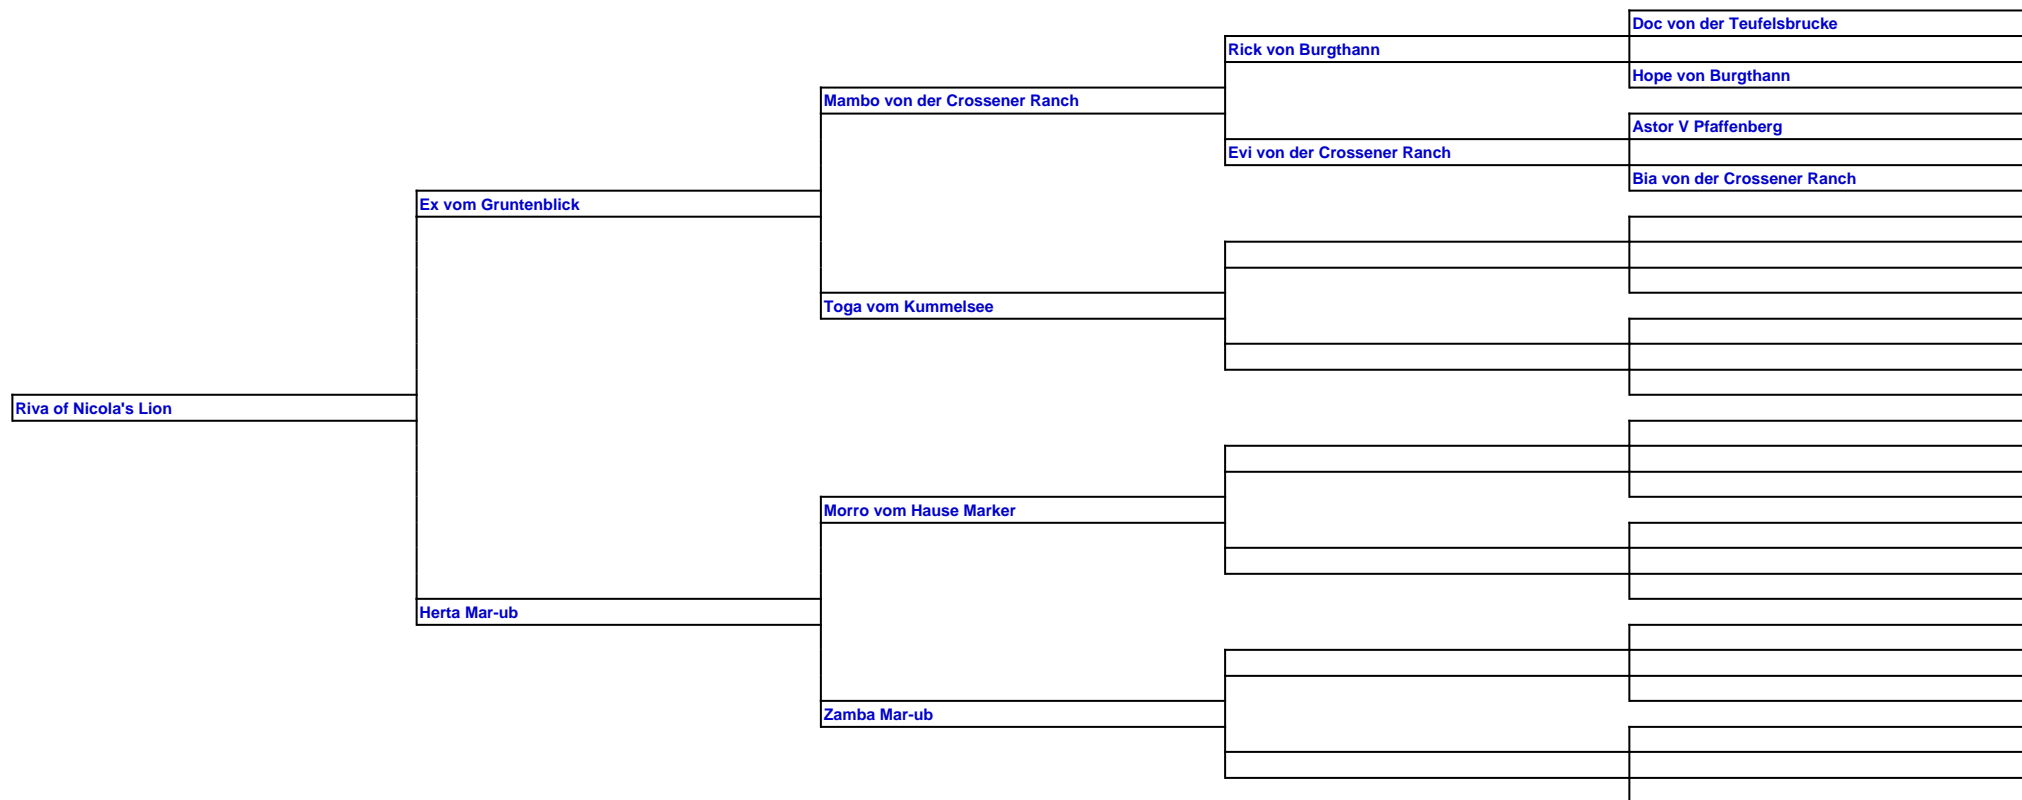 Doc von der Teufelsbrucke
Rick von Burgthann
Hope von Burgthann
Mambo von der Crossener Ranch
Astor V Pfaffenberg
Evi von der Crossener Ranch
Bia von der Crossener Ranch
Ex vom Gruntenblick
Toga vom Kummelsee
Riva of Nicola's Lion
Morro vom Hause Marker
Herta Mar-ub
Zamba Mar-ub